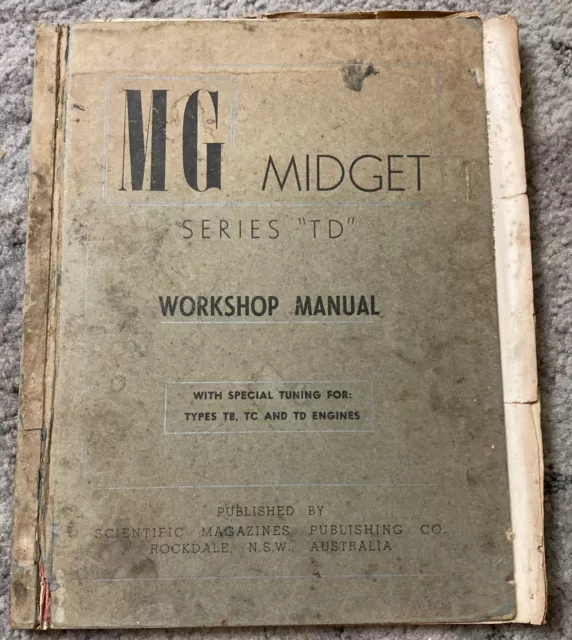 MG MIDGET
SERIES "TD"
WORKSHOP MANUAL
WITH SPECIAL TUNING FOR:
TYPES TB, TC AND TD ENGINES
PUBLISHED BY
SCIENTIFIC MAGAZINES PUBLISHING CO.
ROCKDALE, N.S.W., AUSTRALIA